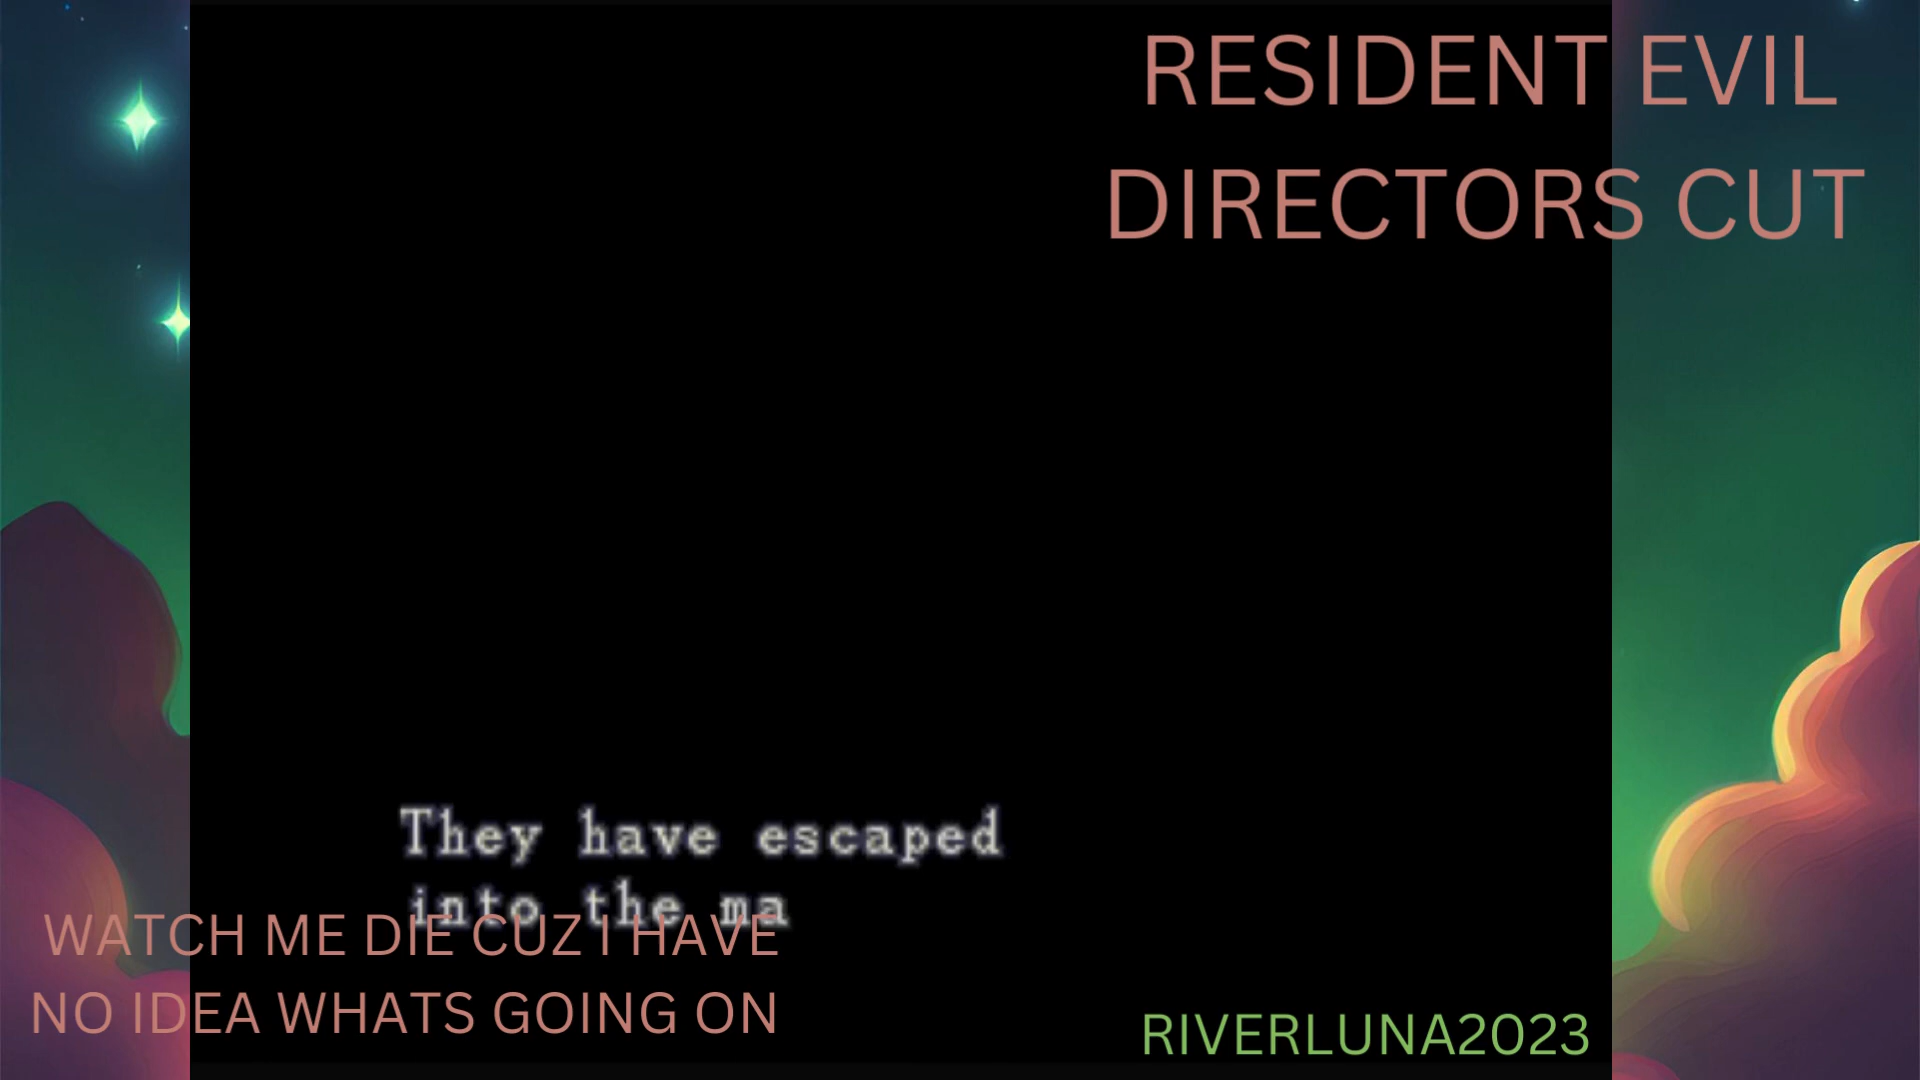 RESIDENT EVIL
DIRECTORS CUT
They have escaped
into the ma
WATCH ME DIE CUZ I HAVE
NO IDEA WHATS GOING ON
RIVERLUNA2023